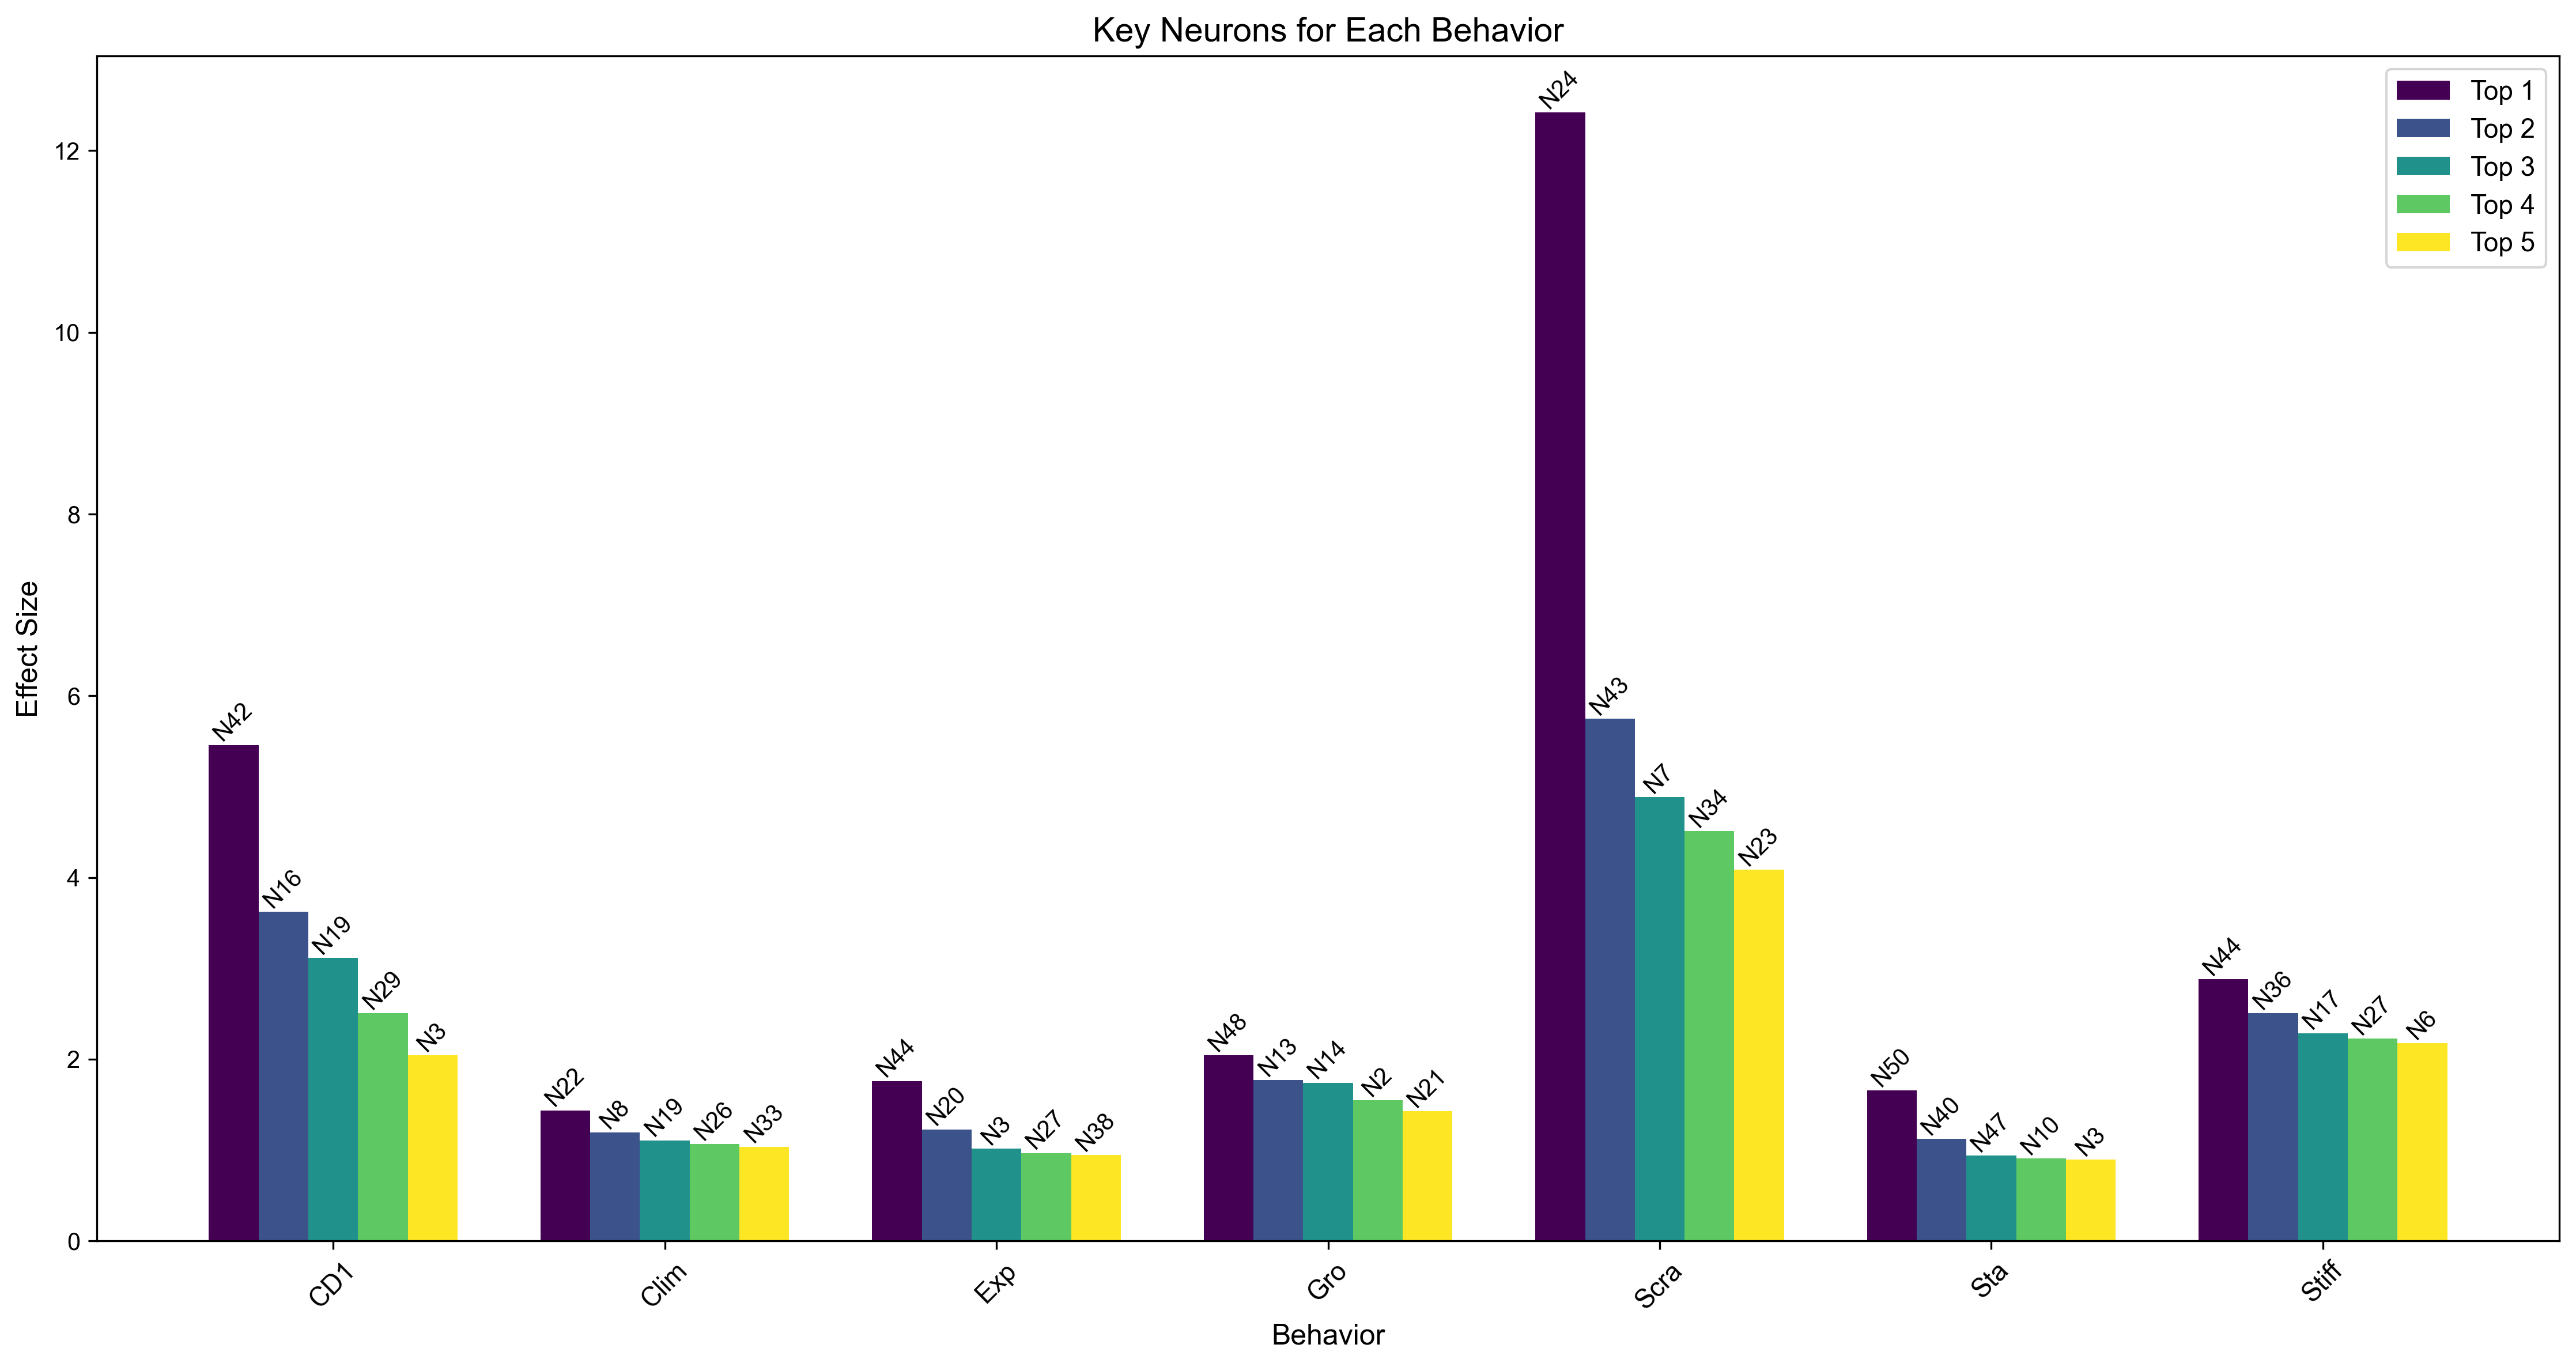 Key Neurons for Each Behavior
Top 1
Top 2
Top 3
Top 4
Top 5
Effect Size
12
10
8
6
4
2
0
N42
N16
N19
N29
N3
N22
N8
N19
N26
N33
N44
N20
N3
N27
N38
N48
N13
N14
N2
N21
N24
N43
N7
N34
N23
N50
N40
N47
N10
N3
N44
N36
N17
N27
N6
CD1
Clim
Exp
Gro
Scra
Sta
Stiff
Behavior